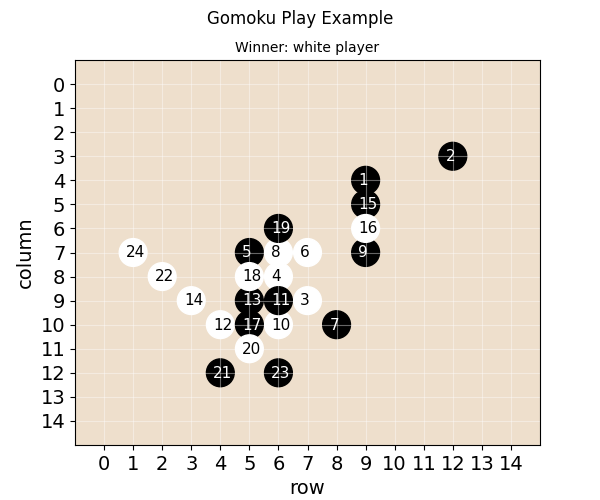 Gomoku Play Example
Winner: white player
0
1
2
3 2
4 1
5 15
6 19 16
7 24 5 8 6 9
8 22 18 4
9 14 13 11 3
10 12 17 10 7
11 20
12 21 23
13
14
column
0 1 2 3 4 5 6 7 8 9 10 11 12 13 14
row